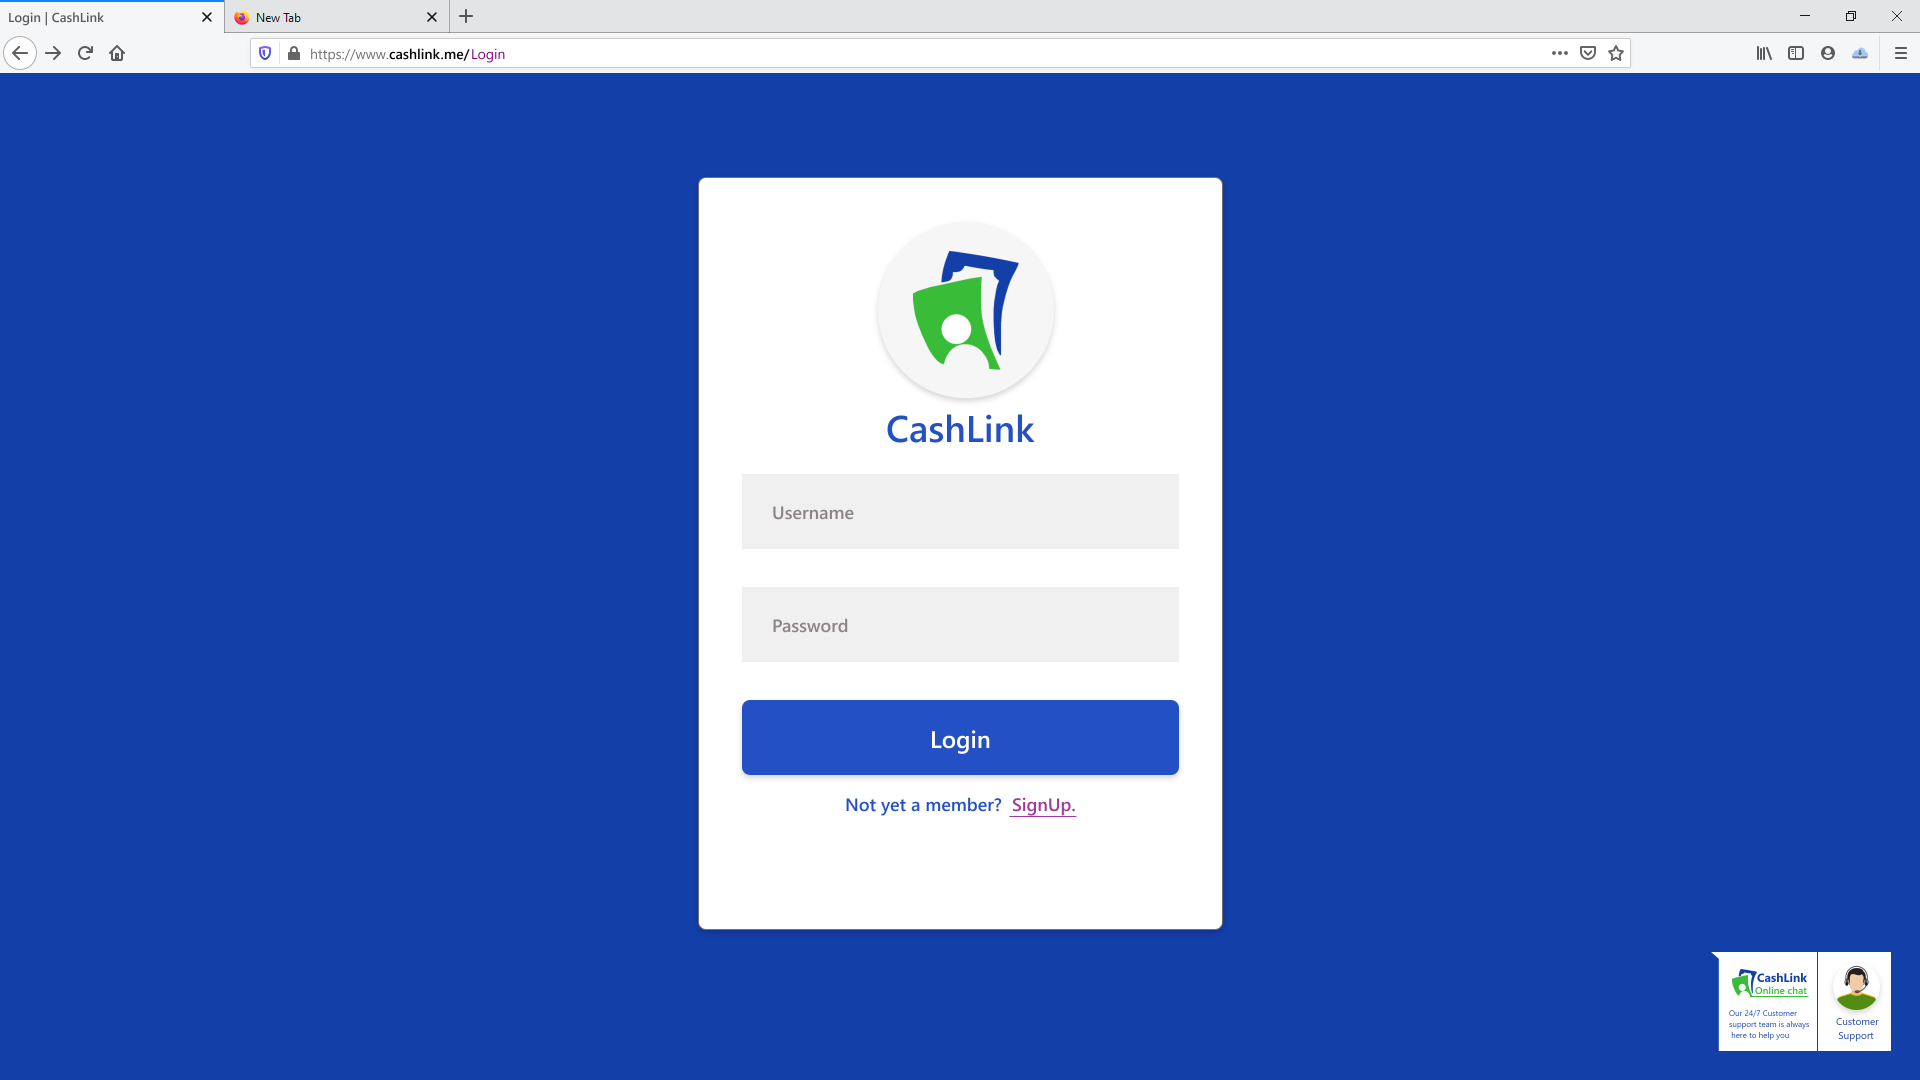 Login | CashLink
New Tab
https://www.cashlink.me/Login
CashLink
Username
Password
Login
Not yet a member? SignUp.
CashLink
Online chat
Our 24/7 Customer
support team is always
here to help you
Customer
Support